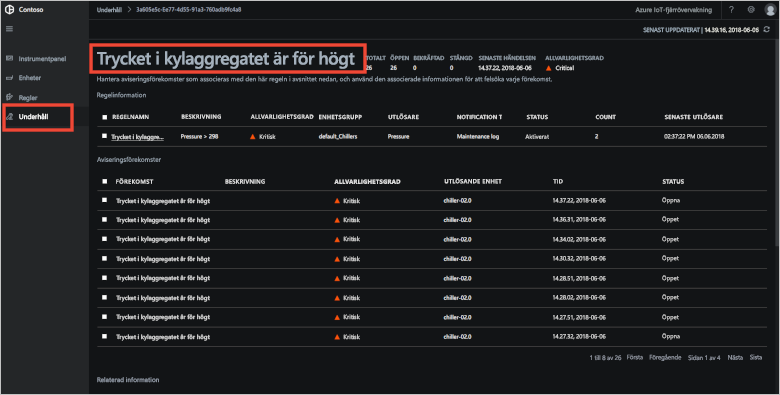 Contoso
Underhåll > 3a605e5c-6e77-4d55-91a3-760adb9fc4a8
Azure IoT-fjärrövervakning
?
SENAST UPPDATERAT | 14.39.16, 2018-06-06
Instrumentpanel
Enheter
Regler
Underhåll
Trycket i kylaggregatet är för högt
TOTALT ÖPPEN BEKRÄFTAD STÄNGD SENASTE HÄNDELSEN ALLVARLIGHETSGRAD
26 26 0 0 14.37.22, 2018-06-06 Critical
Hantera aviseringsförekomster som associeras med den här regeln i avsnittet nedan, och använd den associerade informationen för att felsöka varje förekomst.
Regelinformation
REGELNAMN BESKRIVNING ALLVARLIGHETSGRAD ENHETSGRUPP UTLÖSARE NOTIFICATION T STATUS COUNT SENASTE UTLÖSARE
Trycket i kylaggre... Pressure > 298 Kritisk default_Chillers Pressure Maintenance log Aktiverat 2 02:37:22 PM 06.06.2018
Aviseringsförekomster
FÖREKOMST BESKRIVNING ALLVARLIGHETSGRAD UTLÖSANDE ENHET TID STATUS
Trycket i kylaggregatet är för högt Kritisk chiller-02.0 14.37.22, 2018-06-06 Öppna
Trycket i kylaggregatet är för högt Kritisk chiller-02.0 14.36.31, 2018-06-06 Öppet
Trycket i kylaggregatet är för högt Kritisk chiller-02.0 14.34.02, 2018-06-06 Öppet
Trycket i kylaggregatet är för högt Kritisk chiller-02.0 14.30.32, 2018-06-06 Öppet
Trycket i kylaggregatet är för högt Kritisk chiller-02.0 14.28.51, 2018-06-06 Öppet
Trycket i kylaggregatet är för högt Kritisk chiller-02.0 14.28.02, 2018-06-06 Öppet
Trycket i kylaggregatet är för högt Kritisk chiller-02.0 14.27.51, 2018-06-06 Öppet
Trycket i kylaggregatet är för högt Kritisk chiller-02.0 14.27.32, 2018-06-06 Öppna
1 till 8 av 26 Första Föregående Sidan 1 av 4 Nästa Sista
Relaterad information